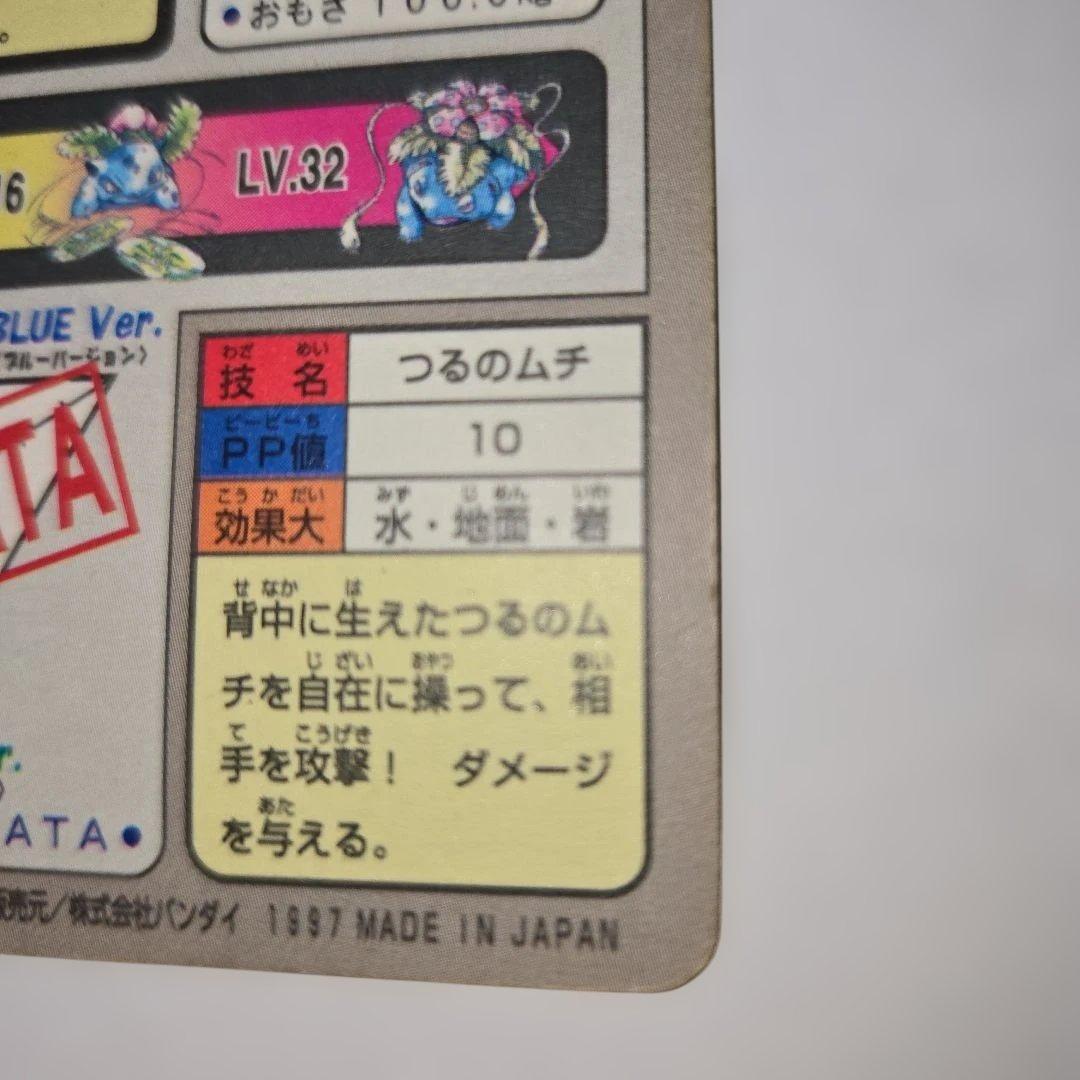 。
●おもさ 100.0kg
16
LV.32
BLUE Ver.
ブルーバージョン〉
TA
わざ めい
技名 つるのムチ
ピーピーち
PP値 10
こうかだい みず じめん いわ
効果大 水・地面・岩
せなか は
背中に生えたつるのム
じざい あやつ あい
チを自在に操って、相
て こうげき
手を攻撃! ダメージ
あた
を与える。
r.
〉
ATA●
販売元/株式会社バンダイ 1997 MADE IN JAPAN